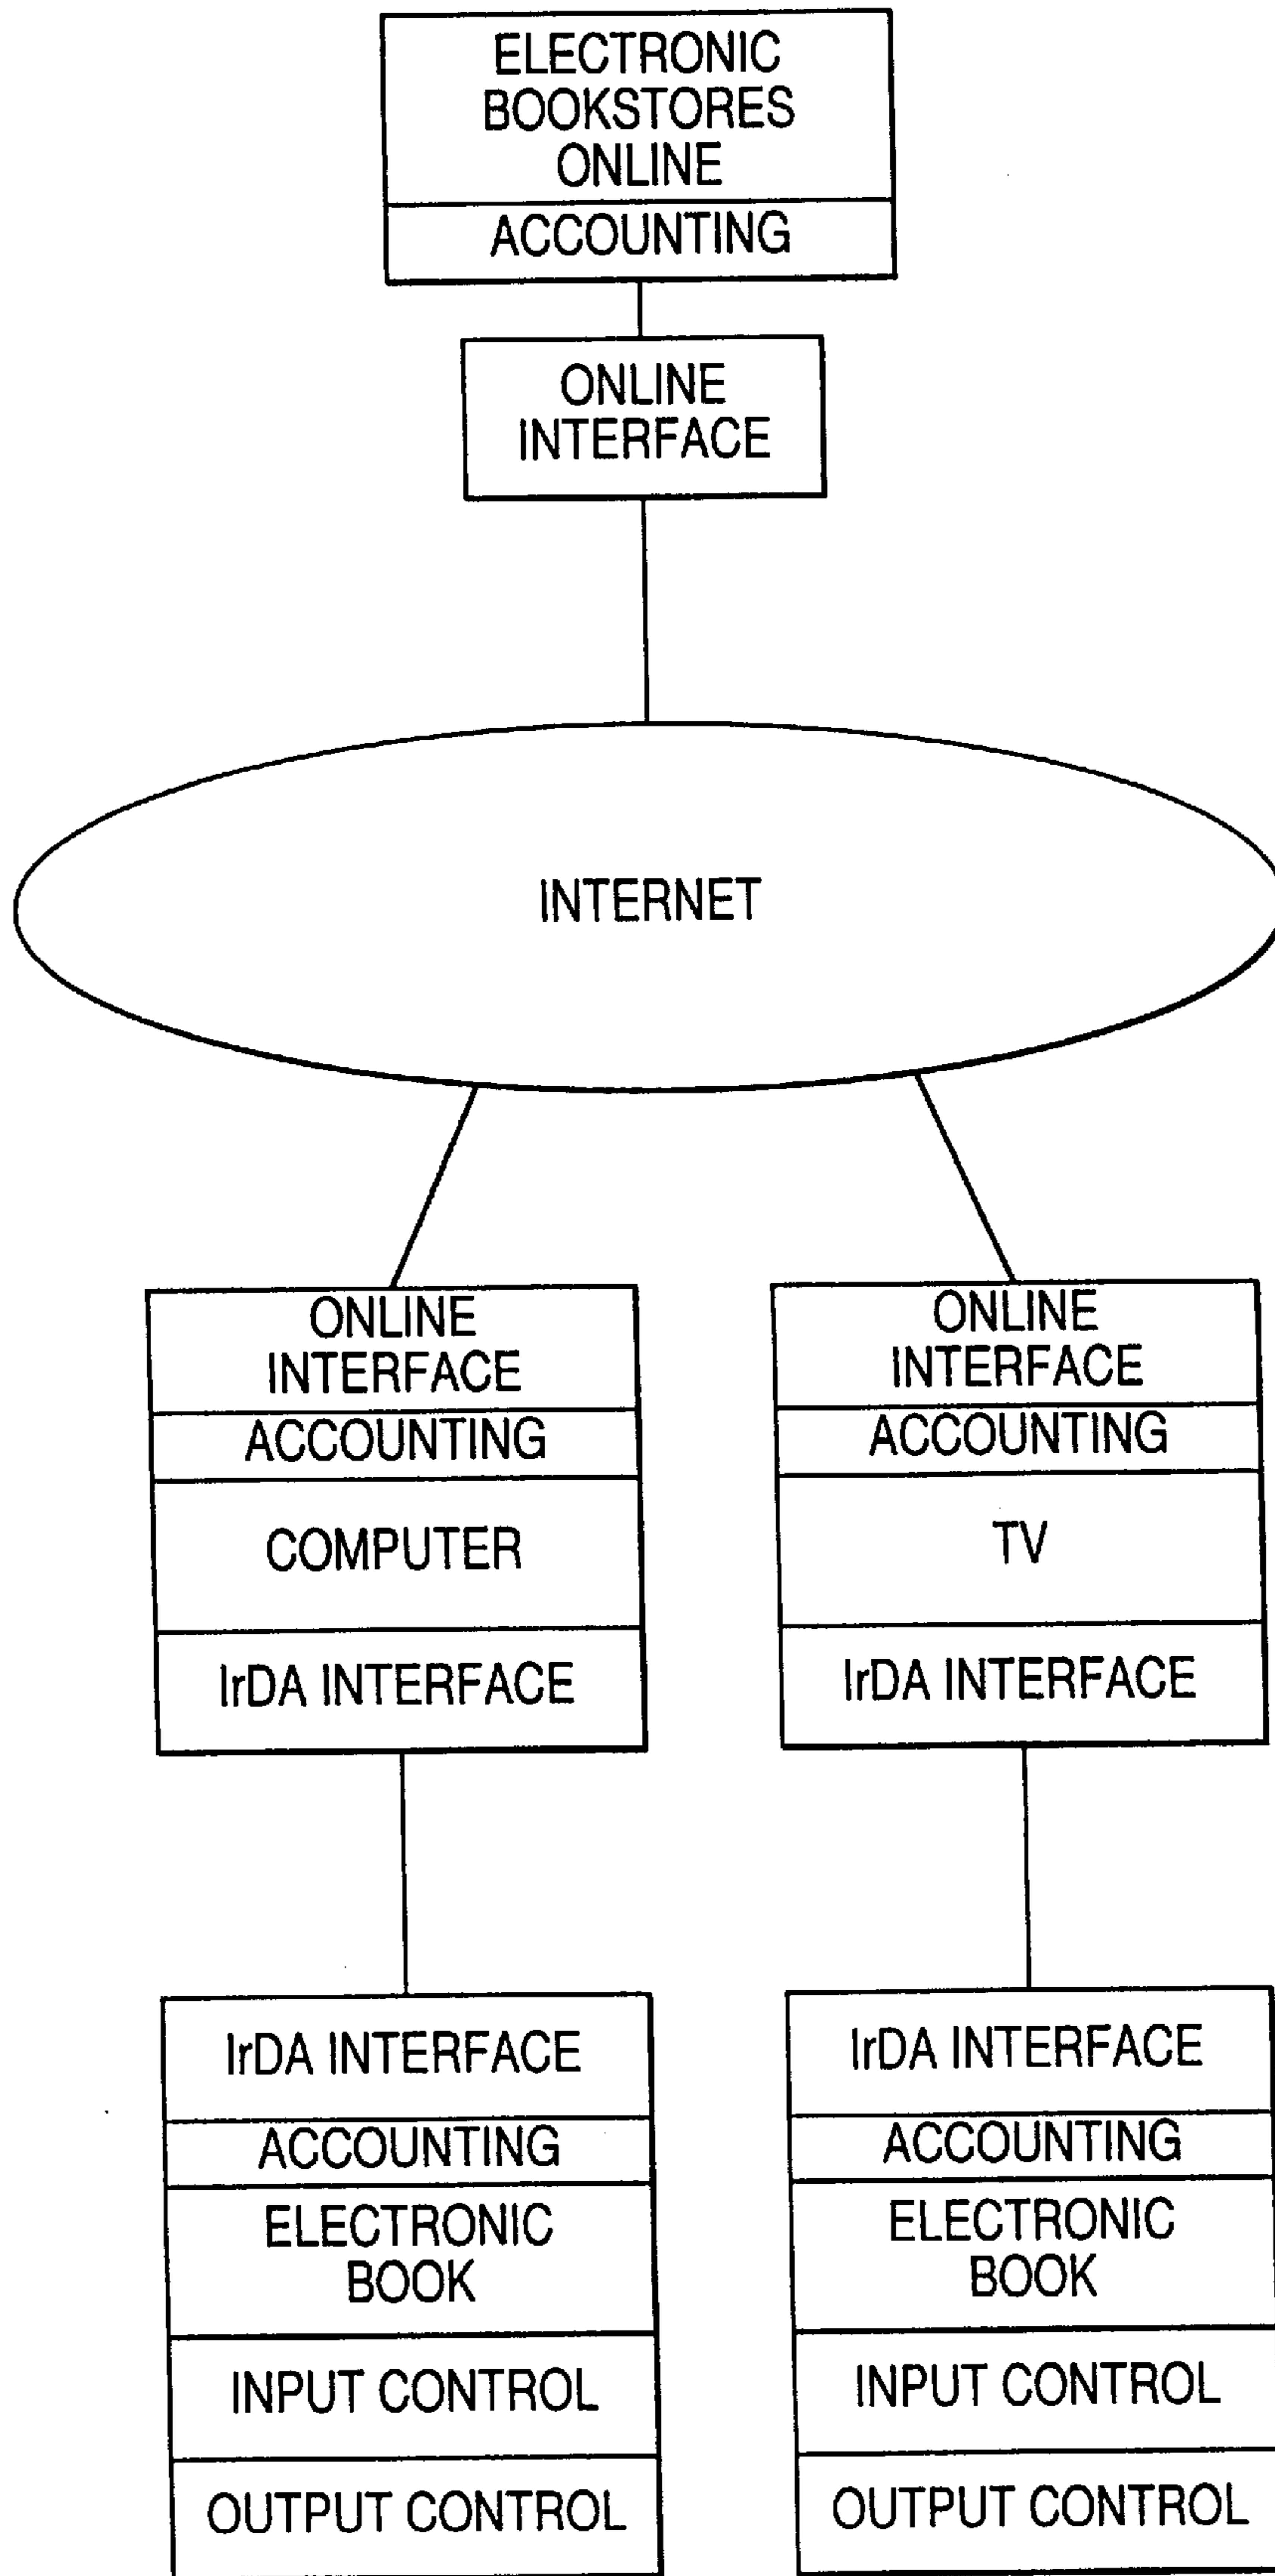 ELECTRONIC
BOOKSTORES
ONLINE
ACCOUNTING
ONLINE
INTERFACE
INTERNET
ONLINE
INTERFACE
ACCOUNTING
COMPUTER
IrDA INTERFACE
ONLINE
INTERFACE
ACCOUNTING
TV
IrDA INTERFACE
IrDA INTERFACE
ACCOUNTING
ELECTRONIC
BOOK
INPUT CONTROL
OUTPUT CONTROL
IrDA INTERFACE
ACCOUNTING
ELECTRONIC
BOOK
INPUT CONTROL
OUTPUT CONTROL